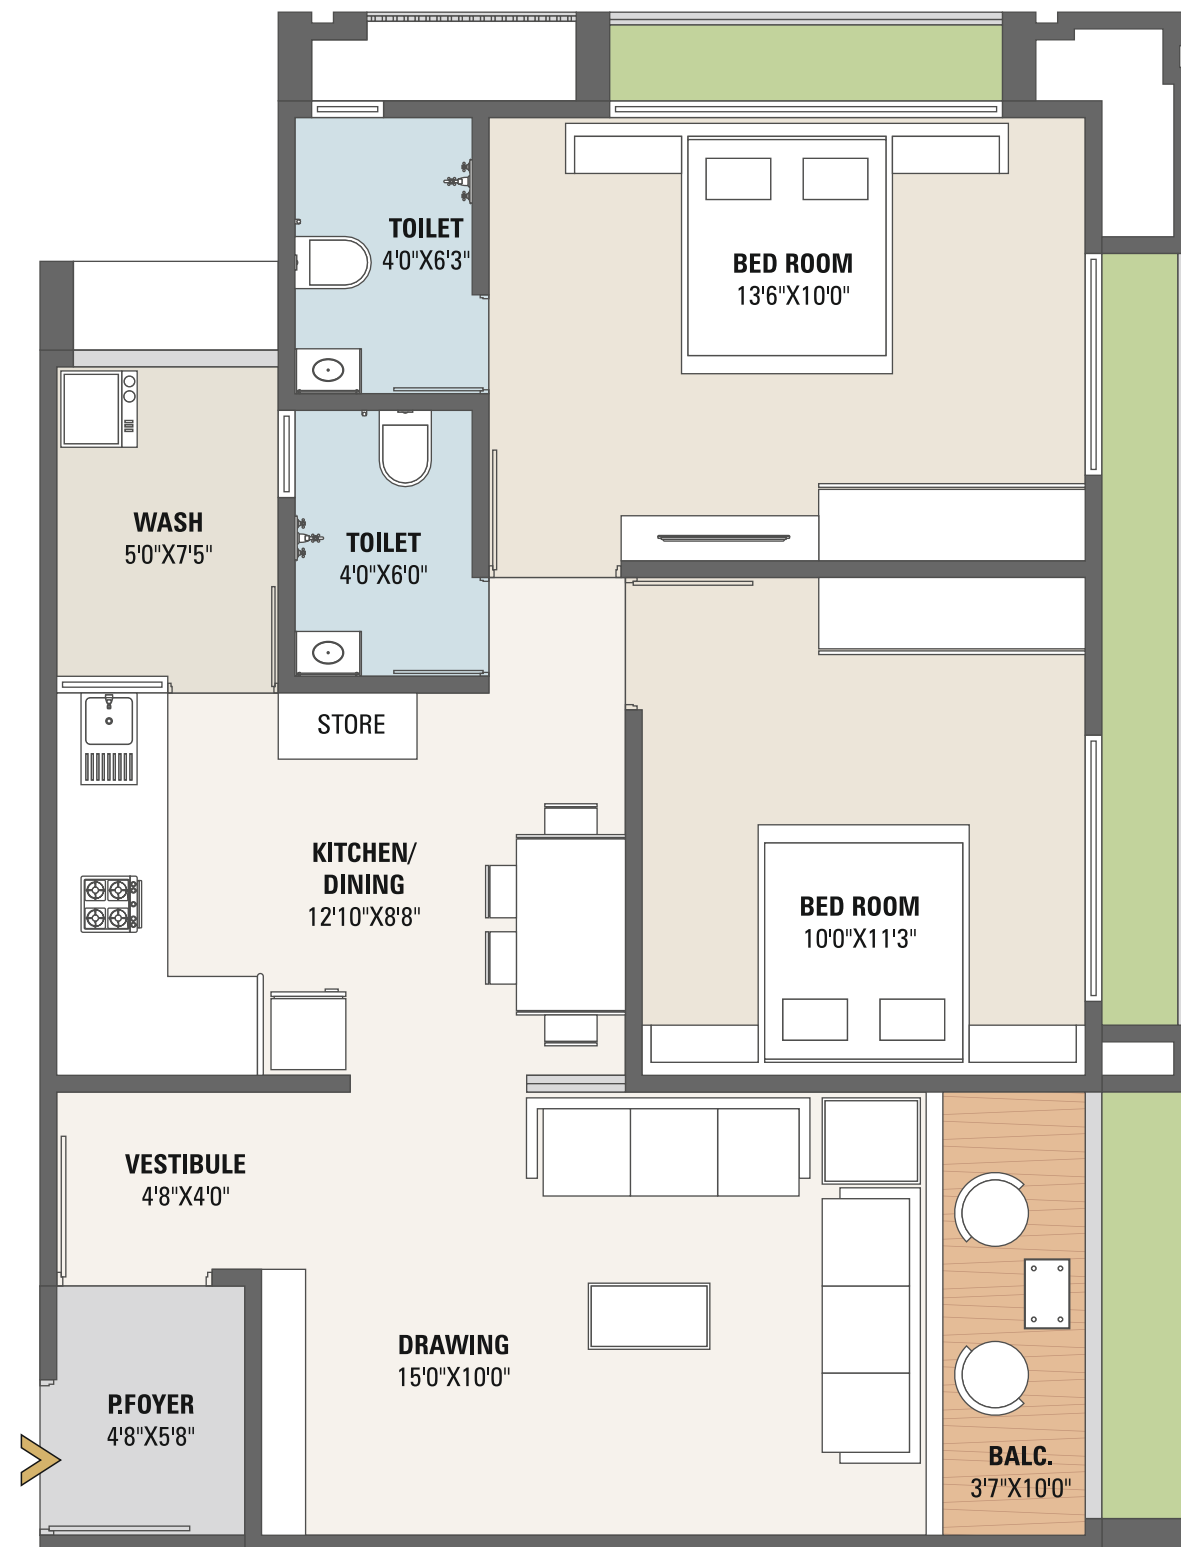 TOILET
4'0"X6'3"
BED ROOM
13'6"X10'0"
WASH
5'0"X7'5"
TOILET
4'0"X6'0"
STORE
KITCHEN/
DINING
12'10"X8'8"
BED ROOM
10'0"X11'3"
VESTIBULE
4'8"X4'0"
DRAWING
15'0"X10'0"
P.FOYER
4'8"X5'8"
BALC.
3'7"X10'0"